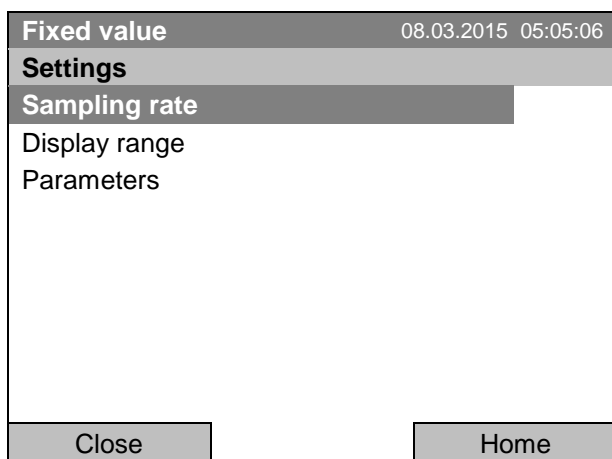 Fixed value 08.03.2015 05:05:06
Settings
Sampling rate
Display range
Parameters
Close Home